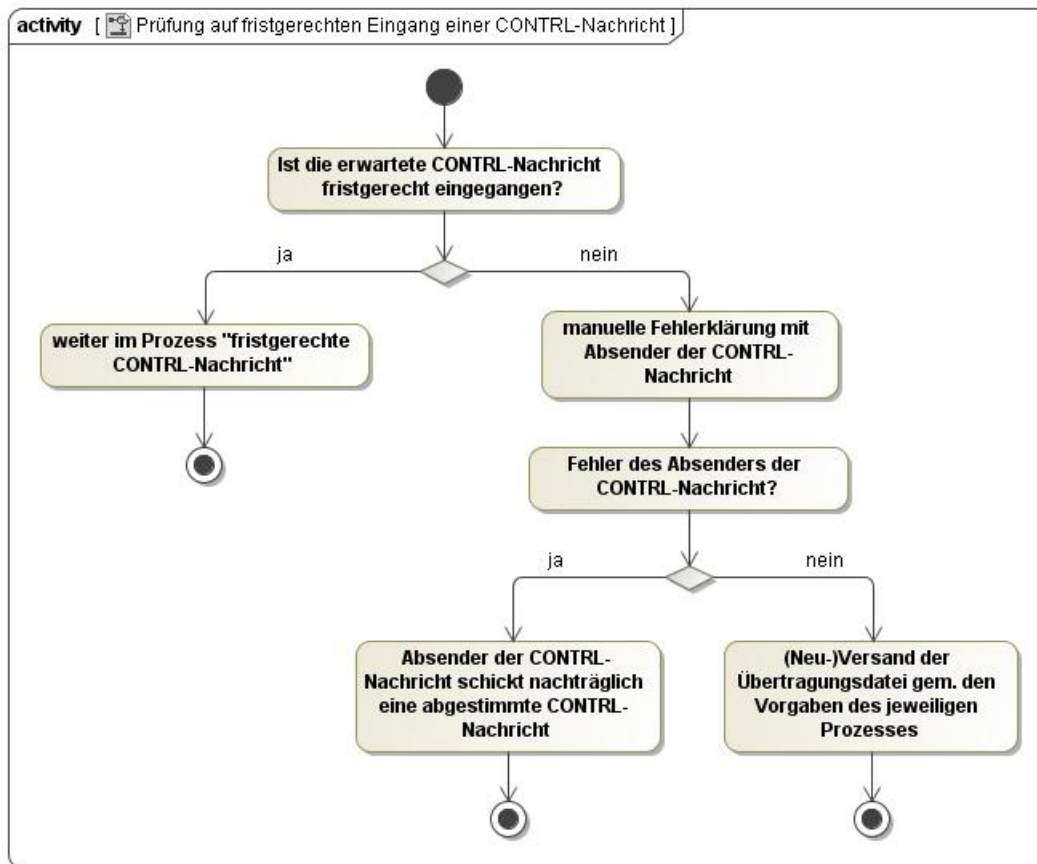 activity [ Prüfung auf fristgerechten Eingang einer CONTRL-Nachricht ]
Ist die erwartete CONTRL-Nachricht
fristgerecht eingegangen?
ja
nein
weiter im Prozess "fristgerechte
CONTRL-Nachricht"
manuelle Fehlerklärung mit
Absender der CONTRL-
Nachricht
Fehler des Absenders der
CONTRL-Nachricht?
ja
nein
Absender der CONTRL-
Nachricht schickt nachträglich
eine abgestimmte CONTRL-
Nachricht
(Neu-)Versand der
Übertragungsdatei gem. den
Vorgaben des jeweiligen
Prozesses